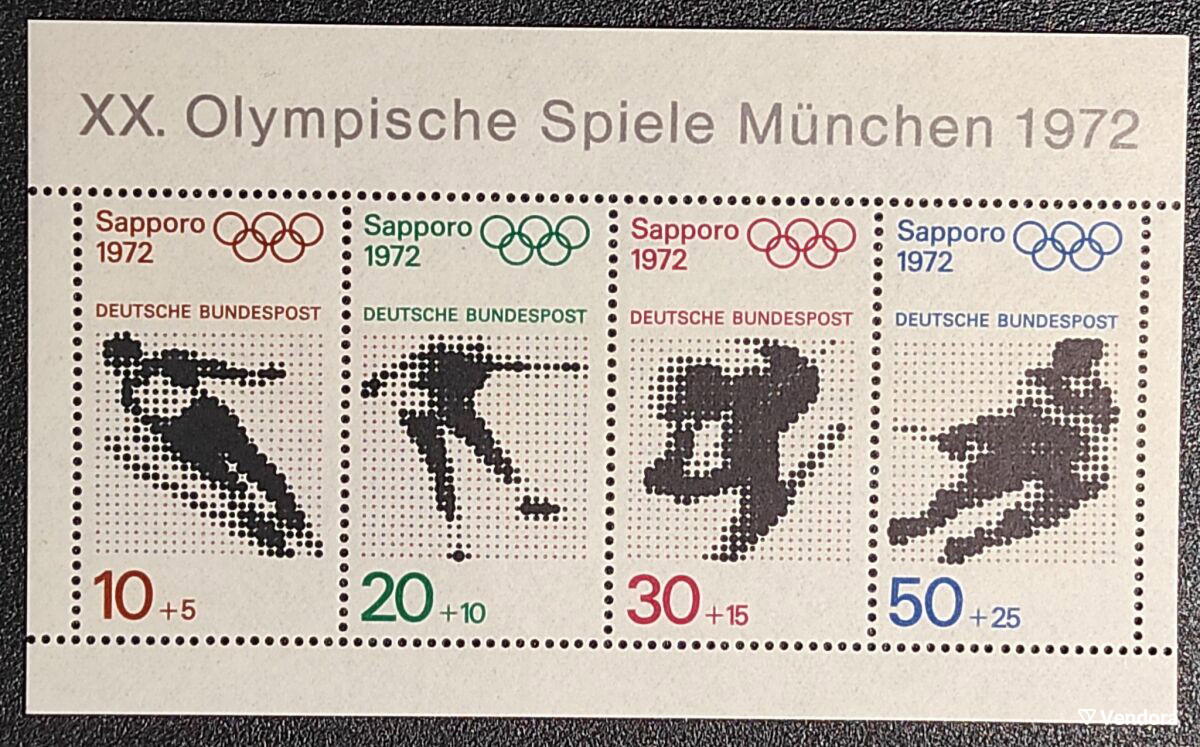 XX. Olympische Spiele München 1972
Sapporo
1972
DEUTSCHE BUNDESPOST
10 +5
Sapporo
1972
DEUTSCHE BUNDESPOST
20 +10
Sapporo
1972
DEUTSCHE BUNDESPOST
30 +15
Sapporo
1972
DEUTSCHE BUNDESPOST
50 +25
Vendora